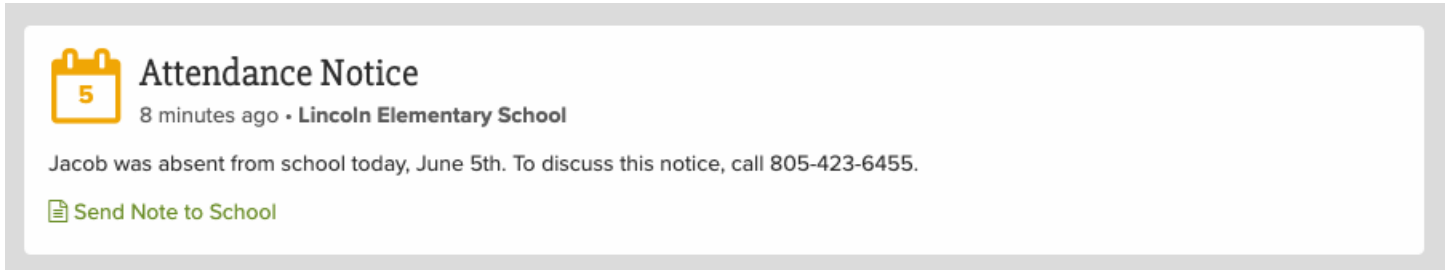 5
Attendance Notice
8 minutes ago • Lincoln Elementary School
Jacob was absent from school today, June 5th. To discuss this notice, call 805-423-6455.
Send Note to School